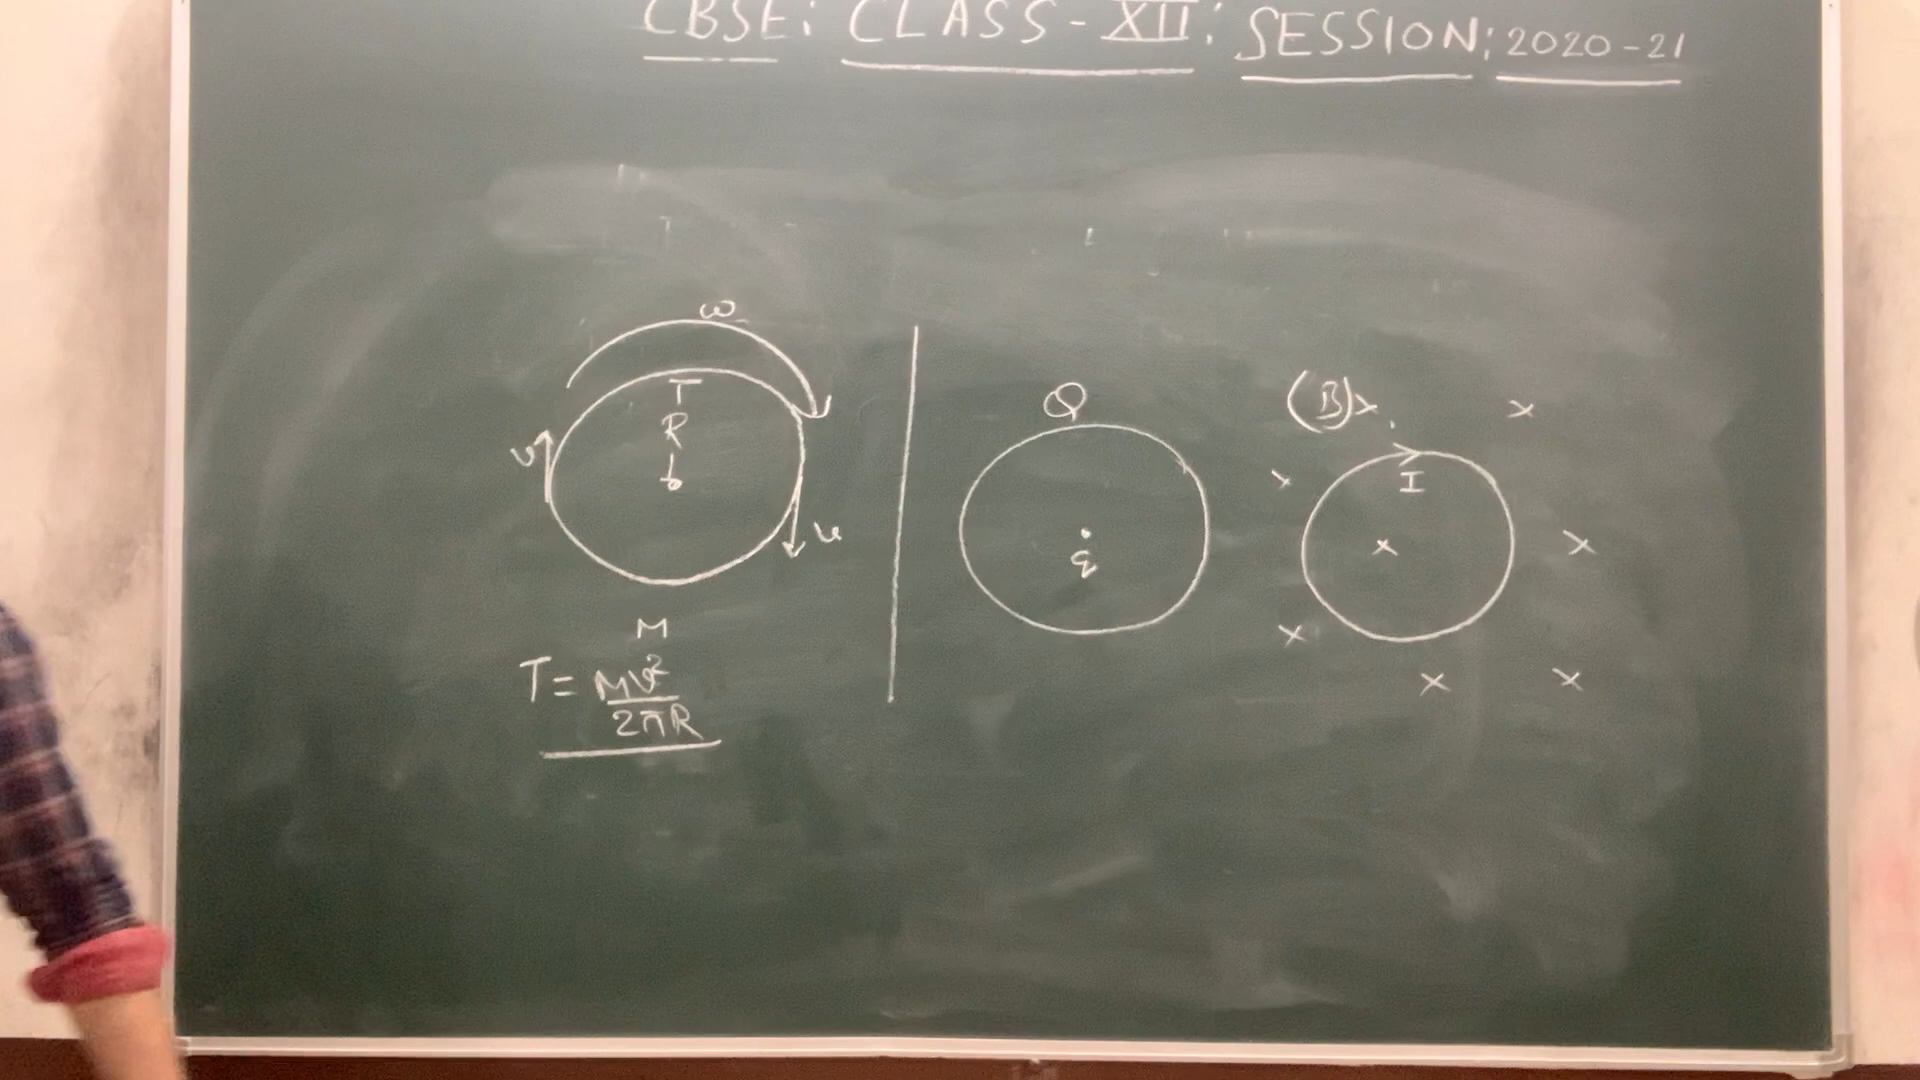 CBSE: CLASS-XII: SESSION: 2020-21
ω
T
R
v
v
M
T = Mv²/2πR
Q
q
(B)x
x
x
I
x
x
x
x
x